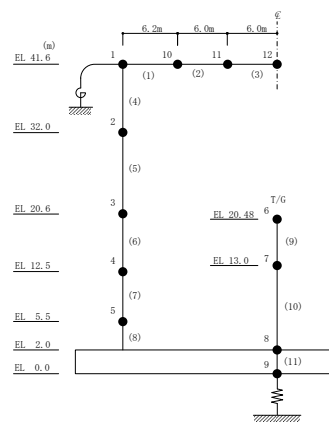 ℄
6.2m 6.0m 6.0m
(m)
EL 41.6 1 10 11 12
(1) (2) (3)
(4)
EL 32.0 2
(5)
EL 20.6 3 T/G
EL 20.48 6
(6) (9)
EL 12.5 4 EL 13.0 7
(7) (10)
EL 5.5 5
(8)
EL 2.0 8
(11)
EL 0.0 9